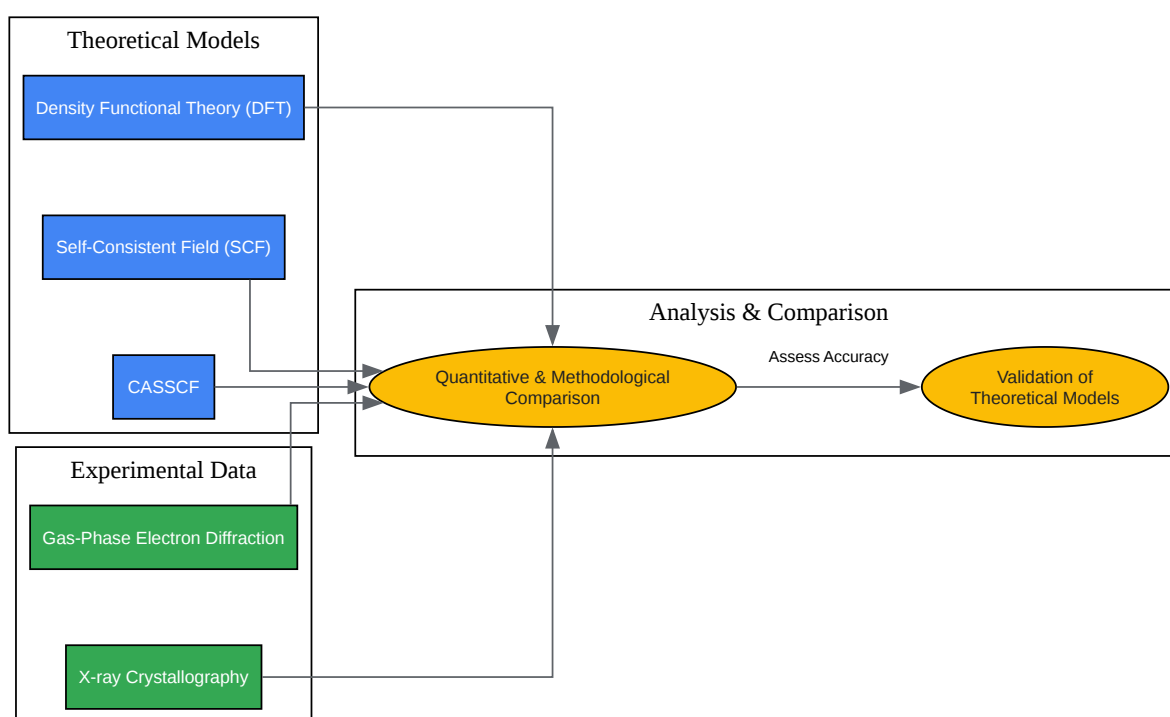 Theoretical Models
Density Functional Theory (DFT)
Self-Consistent Field (SCF)
CASSCF
Experimental Data
Gas-Phase Electron Diffraction
X-ray Crystallography
Analysis & Comparison
Quantitative & Methodological
Comparison
Assess Accuracy
Validation of
Theoretical Models